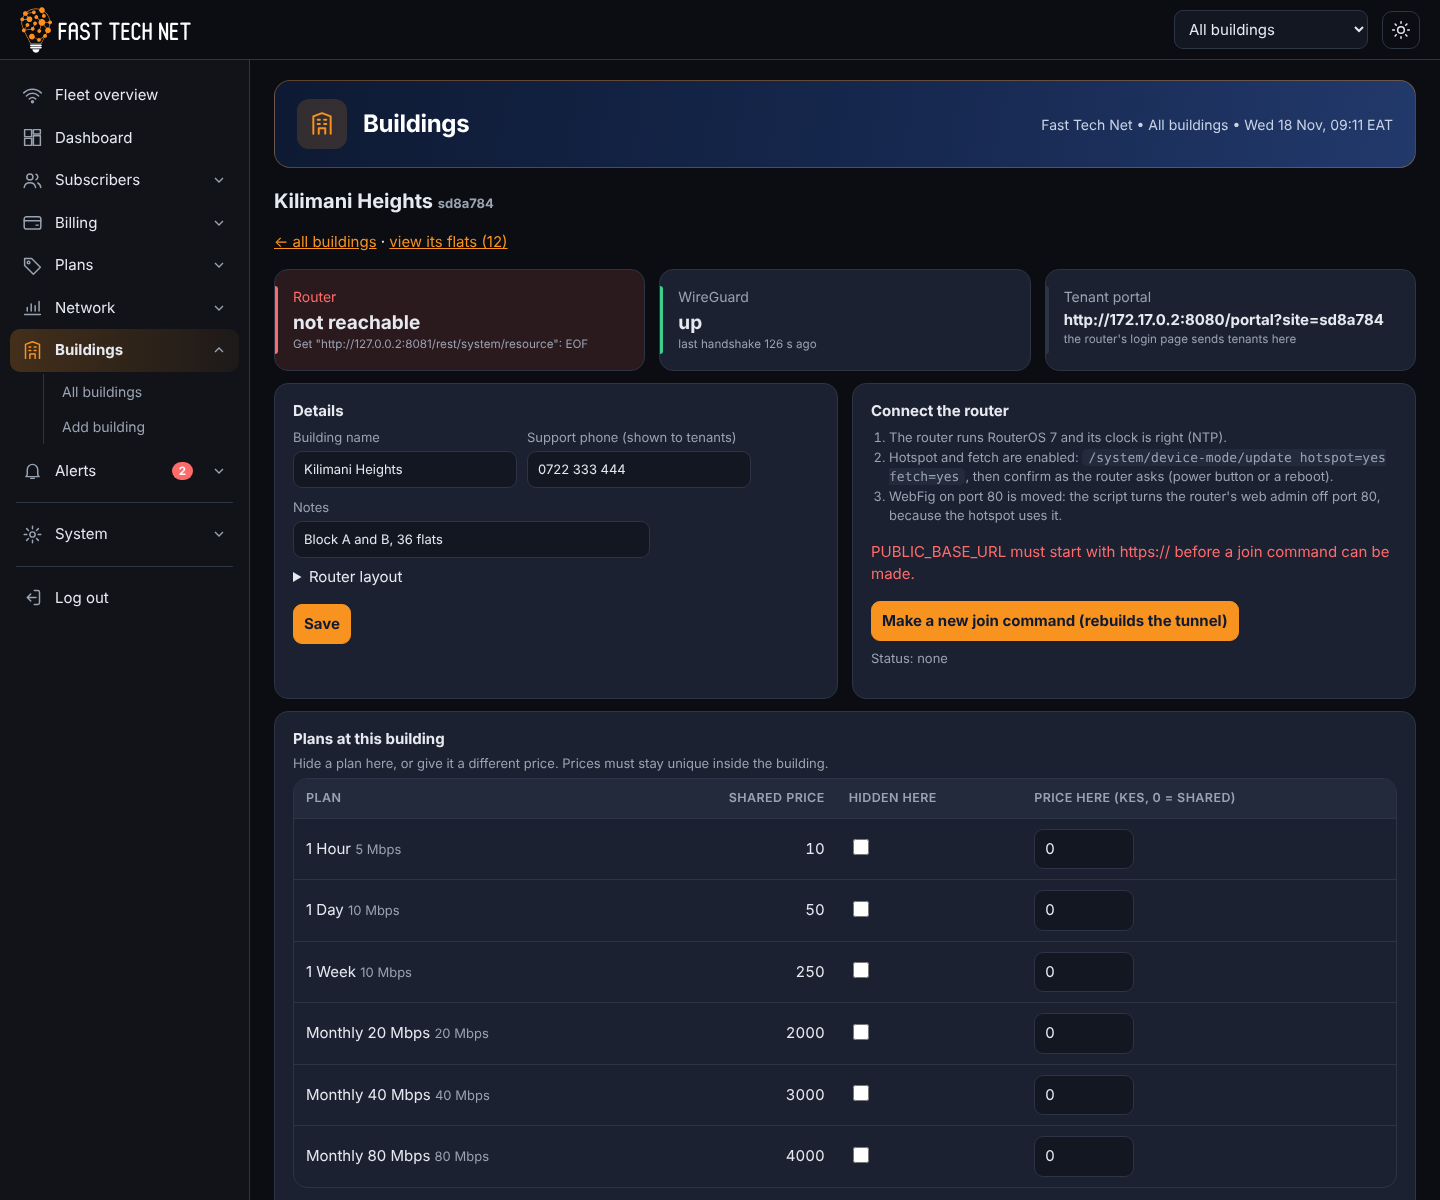 FAST TECH NET
All buildings
Fleet overview
Dashboard
Subscribers
Billing
Plans
Network
Buildings
All buildings
Add building
Alerts 2
System
Log out
Buildings
Fast Tech Net • All buildings • Wed 18 Nov, 09:11 EAT
Kilimani Heights sd8a784
← all buildings · view its flats (12)
Router
not reachable
Get "http://127.0.0.2:8081/rest/system/resource": EOF
WireGuard
up
last handshake 126 s ago
Tenant portal
http://172.17.0.2:8080/portal?site=sd8a784
the router's login page sends tenants here
Details
Building name
Kilimani Heights
Support phone (shown to tenants)
0722 333 444
Notes
Block A and B, 36 flats
Router layout
Save
Connect the router
1. The router runs RouterOS 7 and its clock is right (NTP).
2. Hotspot and fetch are enabled: /system/device-mode/update hotspot=yes
fetch=yes , then confirm as the router asks (power button or a reboot).
3. WebFig on port 80 is moved: the script turns the router's web admin off port 80,
because the hotspot uses it.
PUBLIC_BASE_URL must start with https:// before a join command can be
made.
Make a new join command (rebuilds the tunnel)
Status: none
Plans at this building
Hide a plan here, or give it a different price. Prices must stay unique inside the building.
PLAN SHARED PRICE HIDDEN HERE PRICE HERE (KES, 0 = SHARED)
1 Hour 5 Mbps 10 0
1 Day 10 Mbps 50 0
1 Week 10 Mbps 250 0
Monthly 20 Mbps 20 Mbps 2000 0
Monthly 40 Mbps 40 Mbps 3000 0
Monthly 80 Mbps 80 Mbps 4000 0